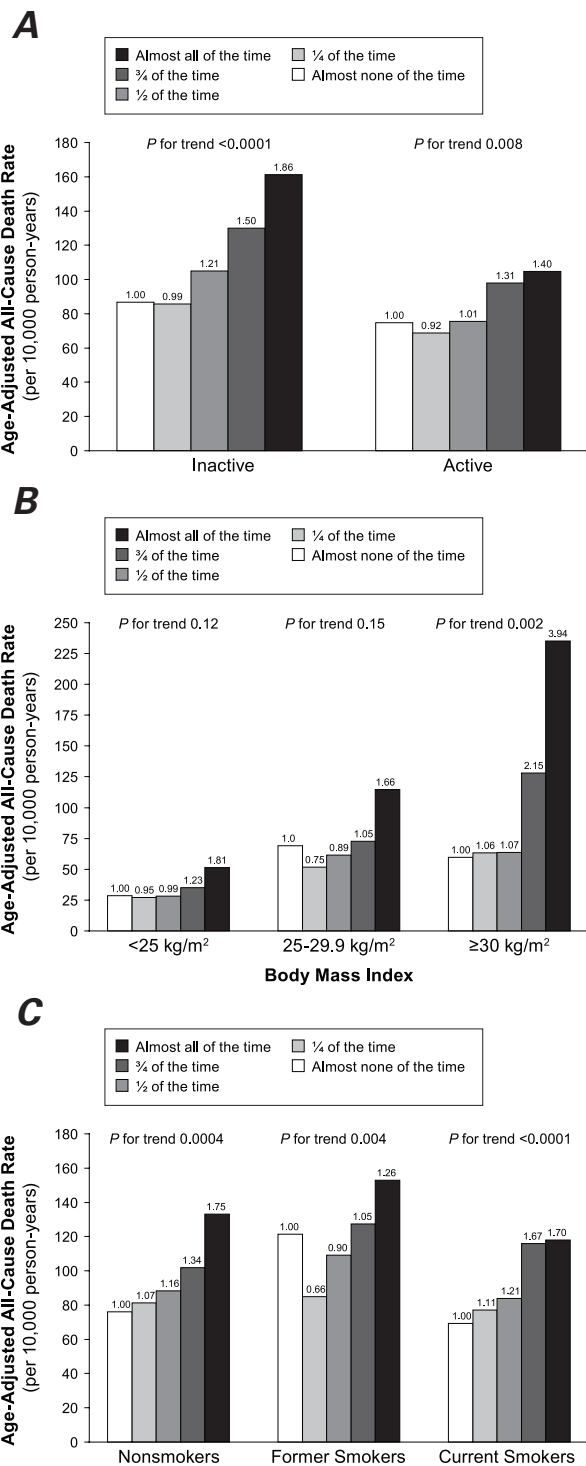 A
Almost all of the time
¼ of the time
¾ of the time
Almost none of the time
½ of the time
Age-Adjusted All-Cause Death Rate
(per 10,000 person-years)
180
160
140
120
100
80
60
40
20
0
P for trend <0.0001
P for trend 0.008
1.00
0.99
1.21
1.50
1.86
1.00
0.92
1.01
1.31
1.40
Inactive
Active
B
Almost all of the time
¼ of the time
¾ of the time
Almost none of the time
½ of the time
Age-Adjusted All-Cause Death Rate
(per 10,000 person-years)
250
225
200
175
150
125
100
75
50
25
0
P for trend 0.12
P for trend 0.15
P for trend 0.002
1.00
0.95
0.99
1.23
1.81
1.0
0.75
0.89
1.05
1.66
1.00
1.06
1.07
2.15
3.94
<25 kg/m²
25-29.9 kg/m²
≥30 kg/m²
Body Mass Index
C
Almost all of the time
¼ of the time
¾ of the time
Almost none of the time
½ of the time
Age-Adjusted All-Cause Death Rate
(per 10,000 person-years)
180
160
140
120
100
80
60
40
20
0
P for trend 0.0004
P for trend 0.004
P for trend <0.0001
1.00
1.07
1.16
1.34
1.75
1.00
0.66
0.90
1.05
1.26
1.00
1.11
1.21
1.67
1.70
Nonsmokers
Former Smokers
Current Smokers